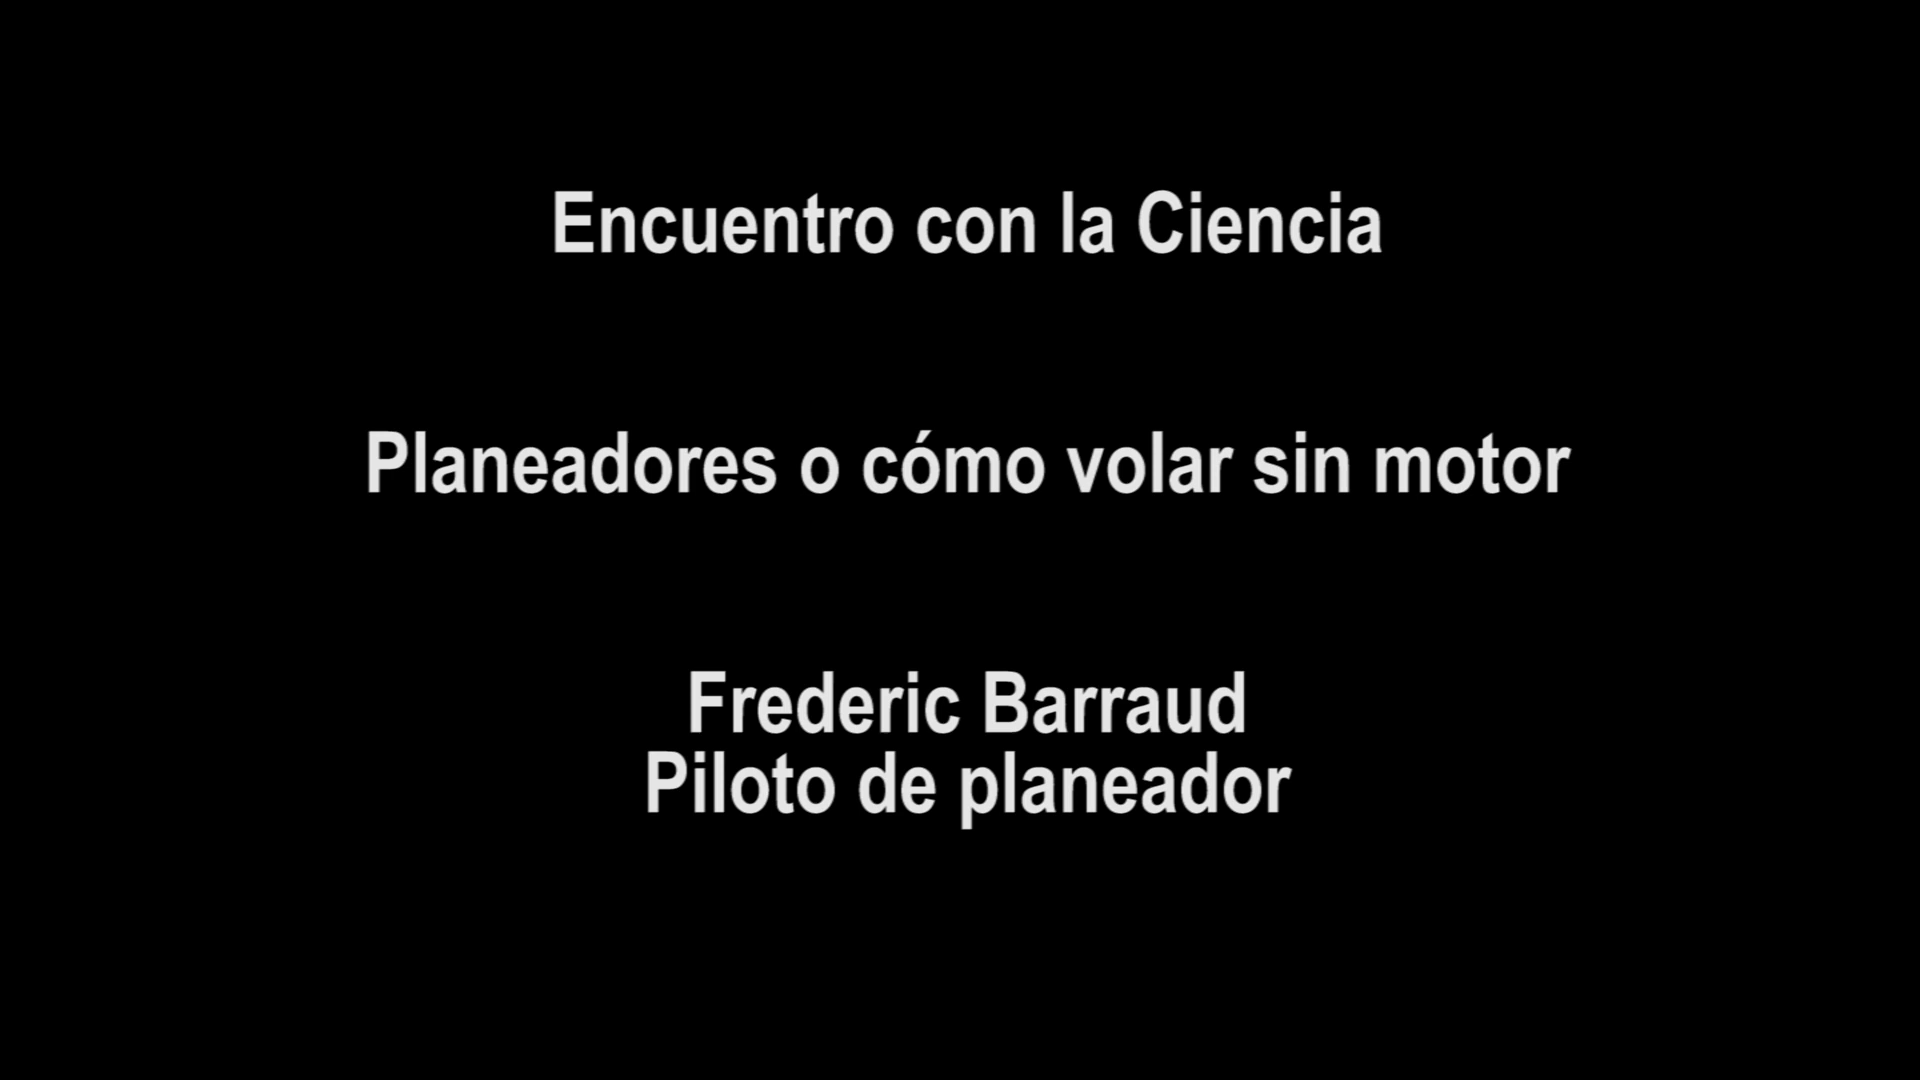 Encuentro con la Ciencia
Planeadores o cómo volar sin motor
Frederic Barraud
Piloto de planeador